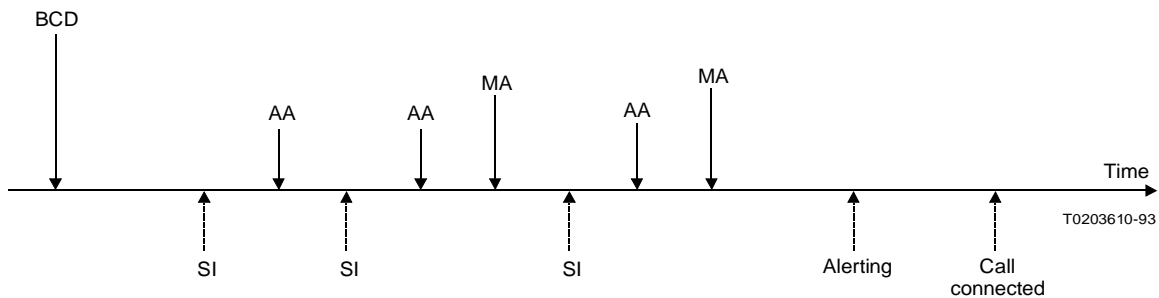 BCD
MA
MA
AA
AA
AA
Time
T0203610-93
SI
SI
SI
Alerting
Call
connected